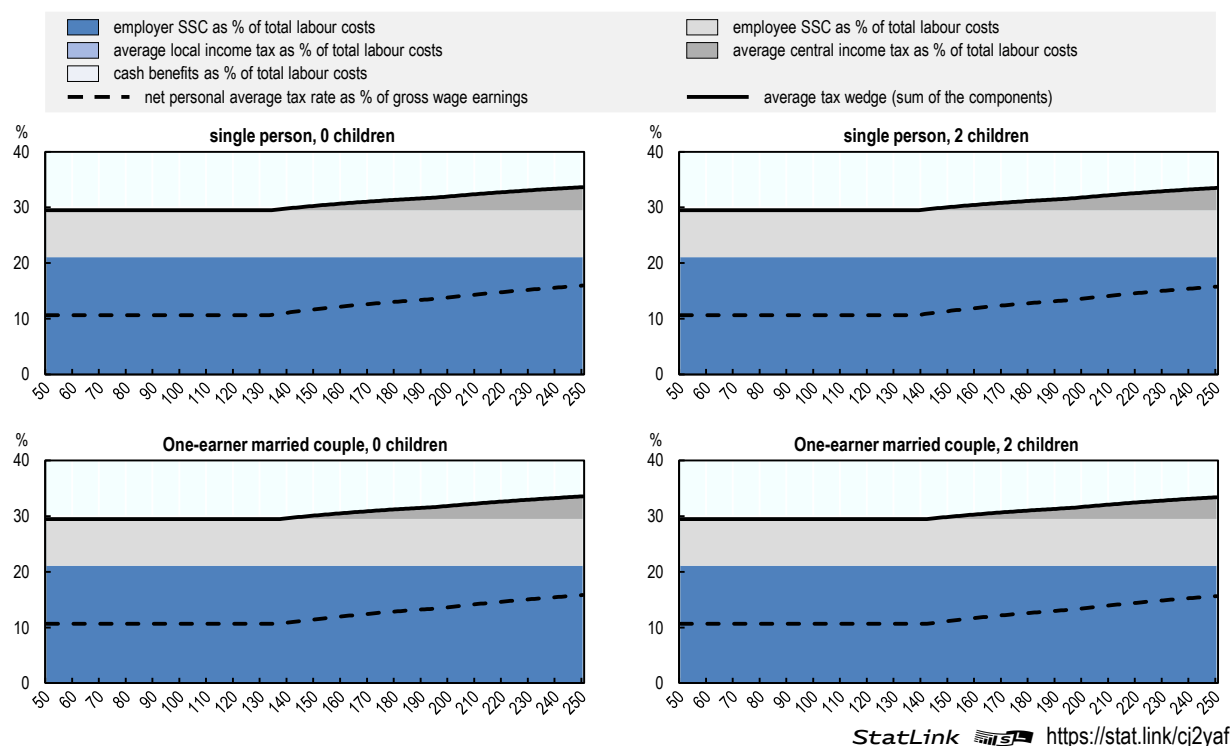 employer SSC as % of total labour costs
employee SSC as % of total labour costs
average local income tax as % of total labour costs
average central income tax as % of total labour costs
cash benefits as % of total labour costs
net personal average tax rate as % of gross wage earnings
average tax wedge (sum of the components)
%
single person, 0 children
40
30
20
10
0
50 60 70 80 90 100 110 120 130 140 150 160 170 180 190 200 210 220 230 240 250
%
single person, 2 children
40
30
20
10
0
50 60 70 80 90 100 110 120 130 140 150 160 170 180 190 200 210 220 230 240 250
%
One-earner married couple, 0 children
40
30
20
10
0
50 60 70 80 90 100 110 120 130 140 150 160 170 180 190 200 210 220 230 240 250
%
One-earner married couple, 2 children
40
30
20
10
0
50 60 70 80 90 100 110 120 130 140 150 160 170 180 190 200 210 220 230 240 250
StatLink https://stat.link/cj2yaf